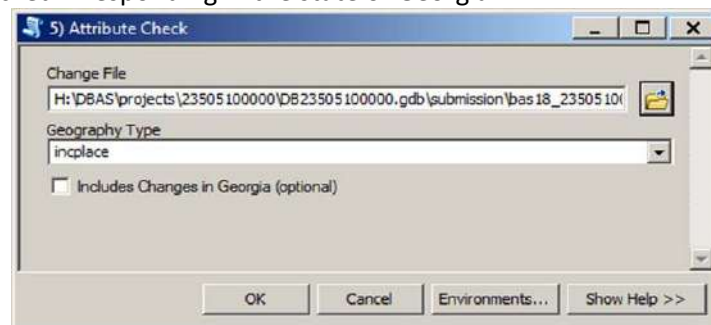 5) Attribute Check
Change File
H:\DBAS\projects\23505100000\DB23505100000.gdb\submission\bas18_2350510
Geography Type
incplace
Includes Changes in Georgia (optional)
OK
Cancel
Environments...
Show Help >>